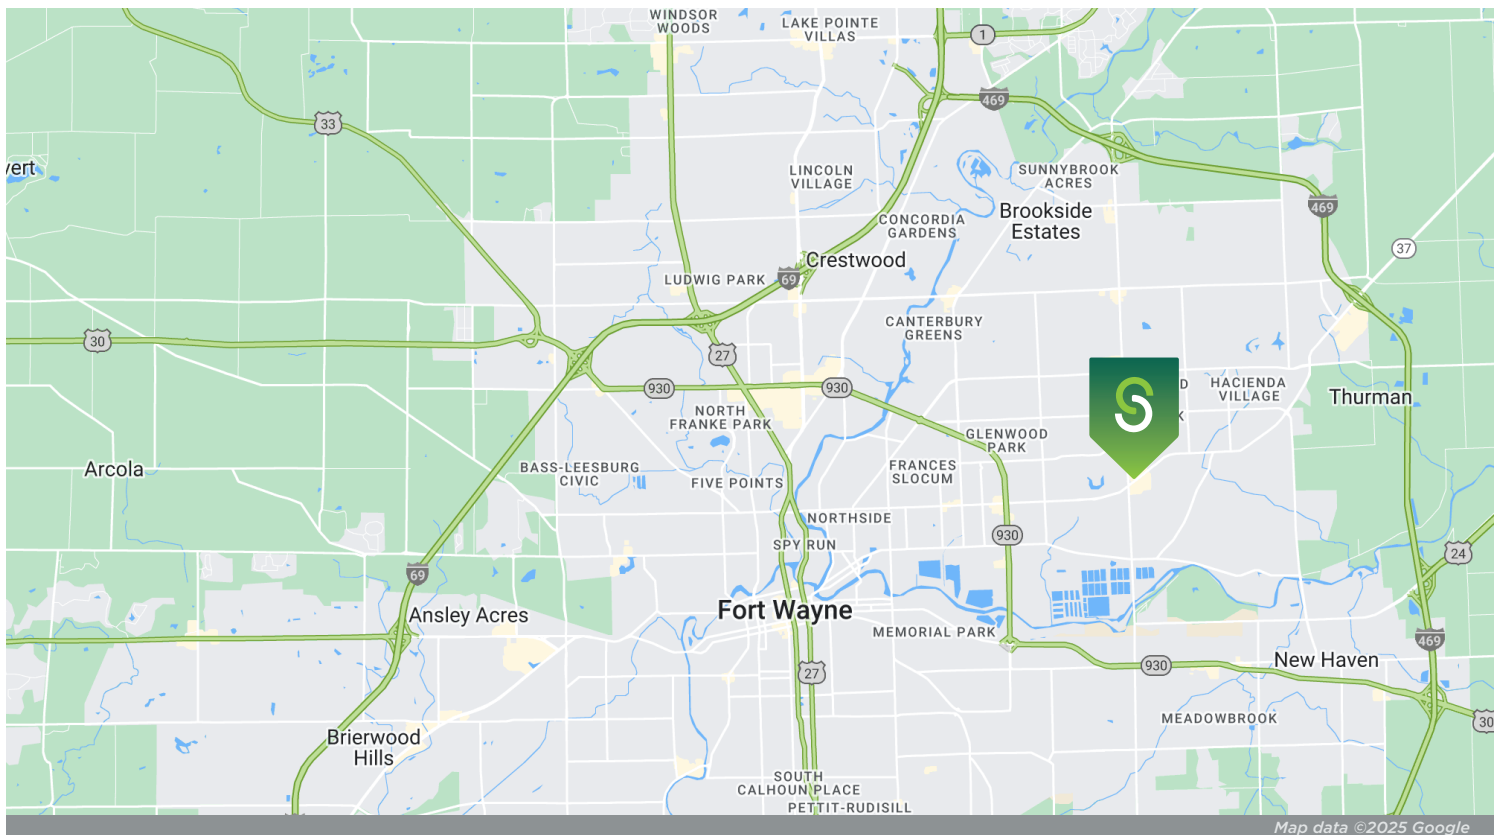 WINDSOR
WOODS
LAKE POINTE
VILLAS
1
469
33
vert
LINCOLN
VILLAGE
SUNNYBROOK
ACRES
Brookside
Estates
469
CONCORDIA
GARDENS
37
Crestwood
LUDWIG PARK
69
CANTERBURY
GREENS
30
27
930
930
D
HACIENDA
VILLAGE
Thurman
NORTH
FRANKE PARK
K
GLENWOOD
PARK
Arcola
BASS-LEESBURG
CIVIC
FIVE POINTS
FRANCES
SLOCUM
NORTHSIDE
930
SPY RUN
24
69
Fort Wayne
Ansley Acres
MEMORIAL PARK
469
New Haven
930
27
MEADOWBROOK
30
Brierwood
Hills
SOUTH
CALHOUN PLACE
PETTIT-RUDISILL
Map data ©2025 Google